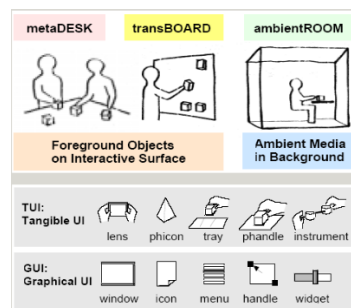 metaDESK
transBOARD
ambientROOM
Foreground Objects
on Interactive Surface
Ambient Media
in Background
TUI:
Tangible UI
lens phicon tray phandle instrument
GUI:
Graphical UI
window icon menu handle widget